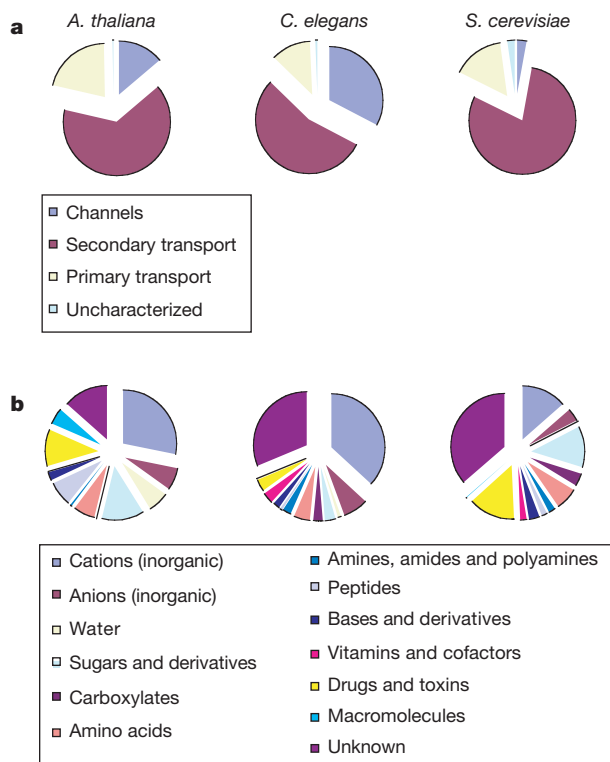 a
A. thaliana
C. elegans
S. cerevisiae
Channels
Secondary transport
Primary transport
Uncharacterized
b
Cations (inorganic)
Anions (inorganic)
Water
Sugars and derivatives
Carboxylates
Amino acids
Amines, amides and polyamines
Peptides
Bases and derivatives
Vitamins and cofactors
Drugs and toxins
Macromolecules
Unknown